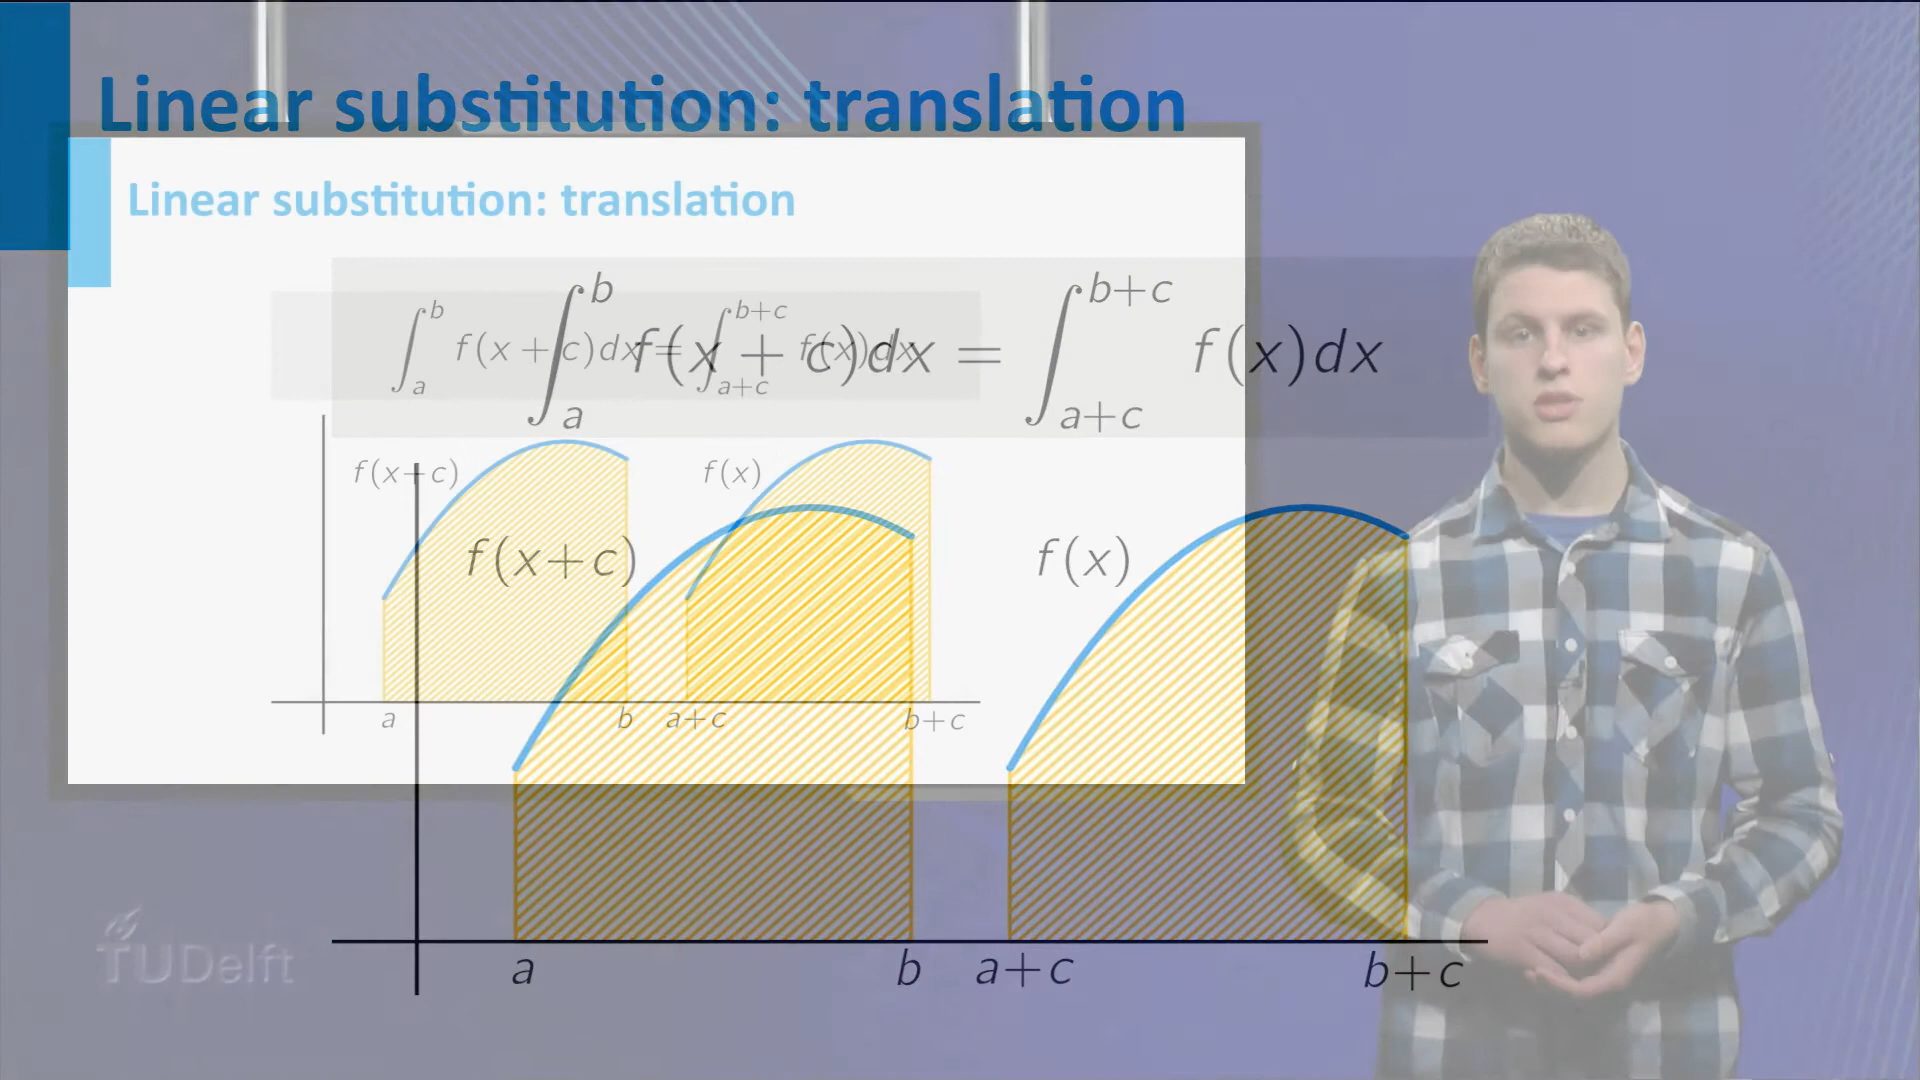 Linear substitution: translation
Linear substitution: translation
∫_a^b f(x + c)dx = ∫_{a+c}^{b+c} f(x)dx
∫_a^b f(x + c)dx = ∫_{a+c}^{b+c} f(x)dx
f(x+c) f(x)
f(x+c) f(x)
a b a+c b+c
a b a+c b+c
TUDelft